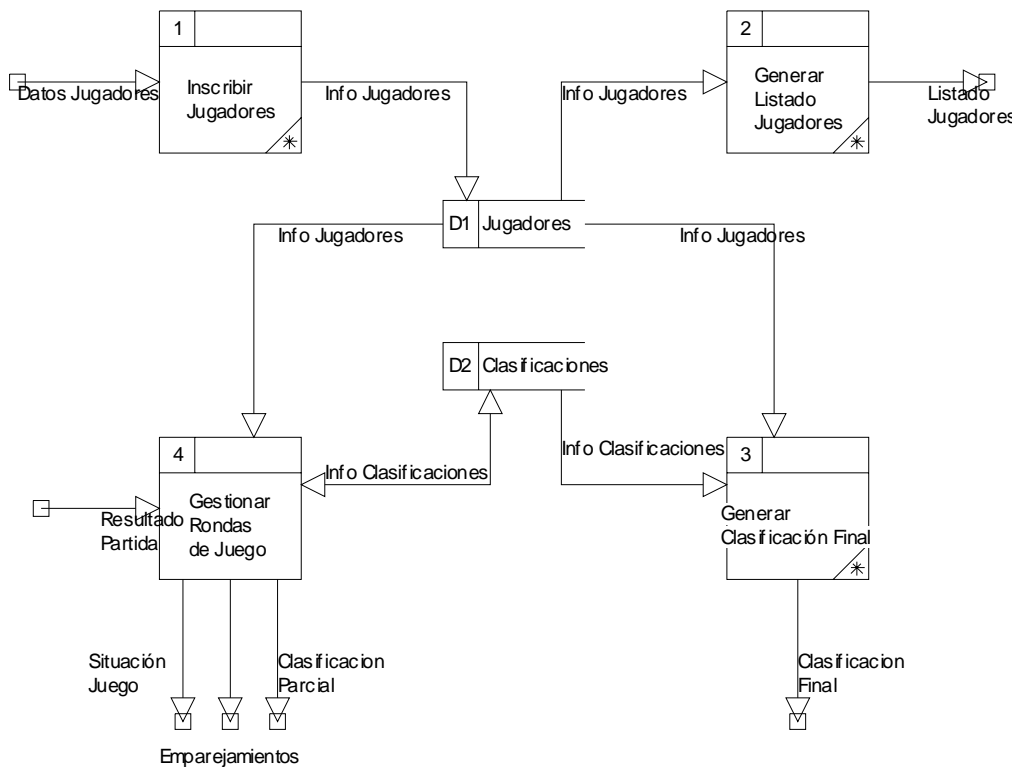 1
2
Datos Jugadores
Inscribir
Jugadores
*
Info Jugadores
Info Jugadores
Generar
Listado
Jugadores
*
Listado
Jugadores
D1
Jugadores
Info Jugadores
Info Jugadores
D2
Clasificaciones
4
Info Clasificaciones
Info Clasificaciones
3
Resultado
Partida
Gestionar
Rondas
de Juego
Generar
Clasificación Final
*
Situación
Juego
Clasificacion
Parcial
Clasificacion
Final
Emparejamientos